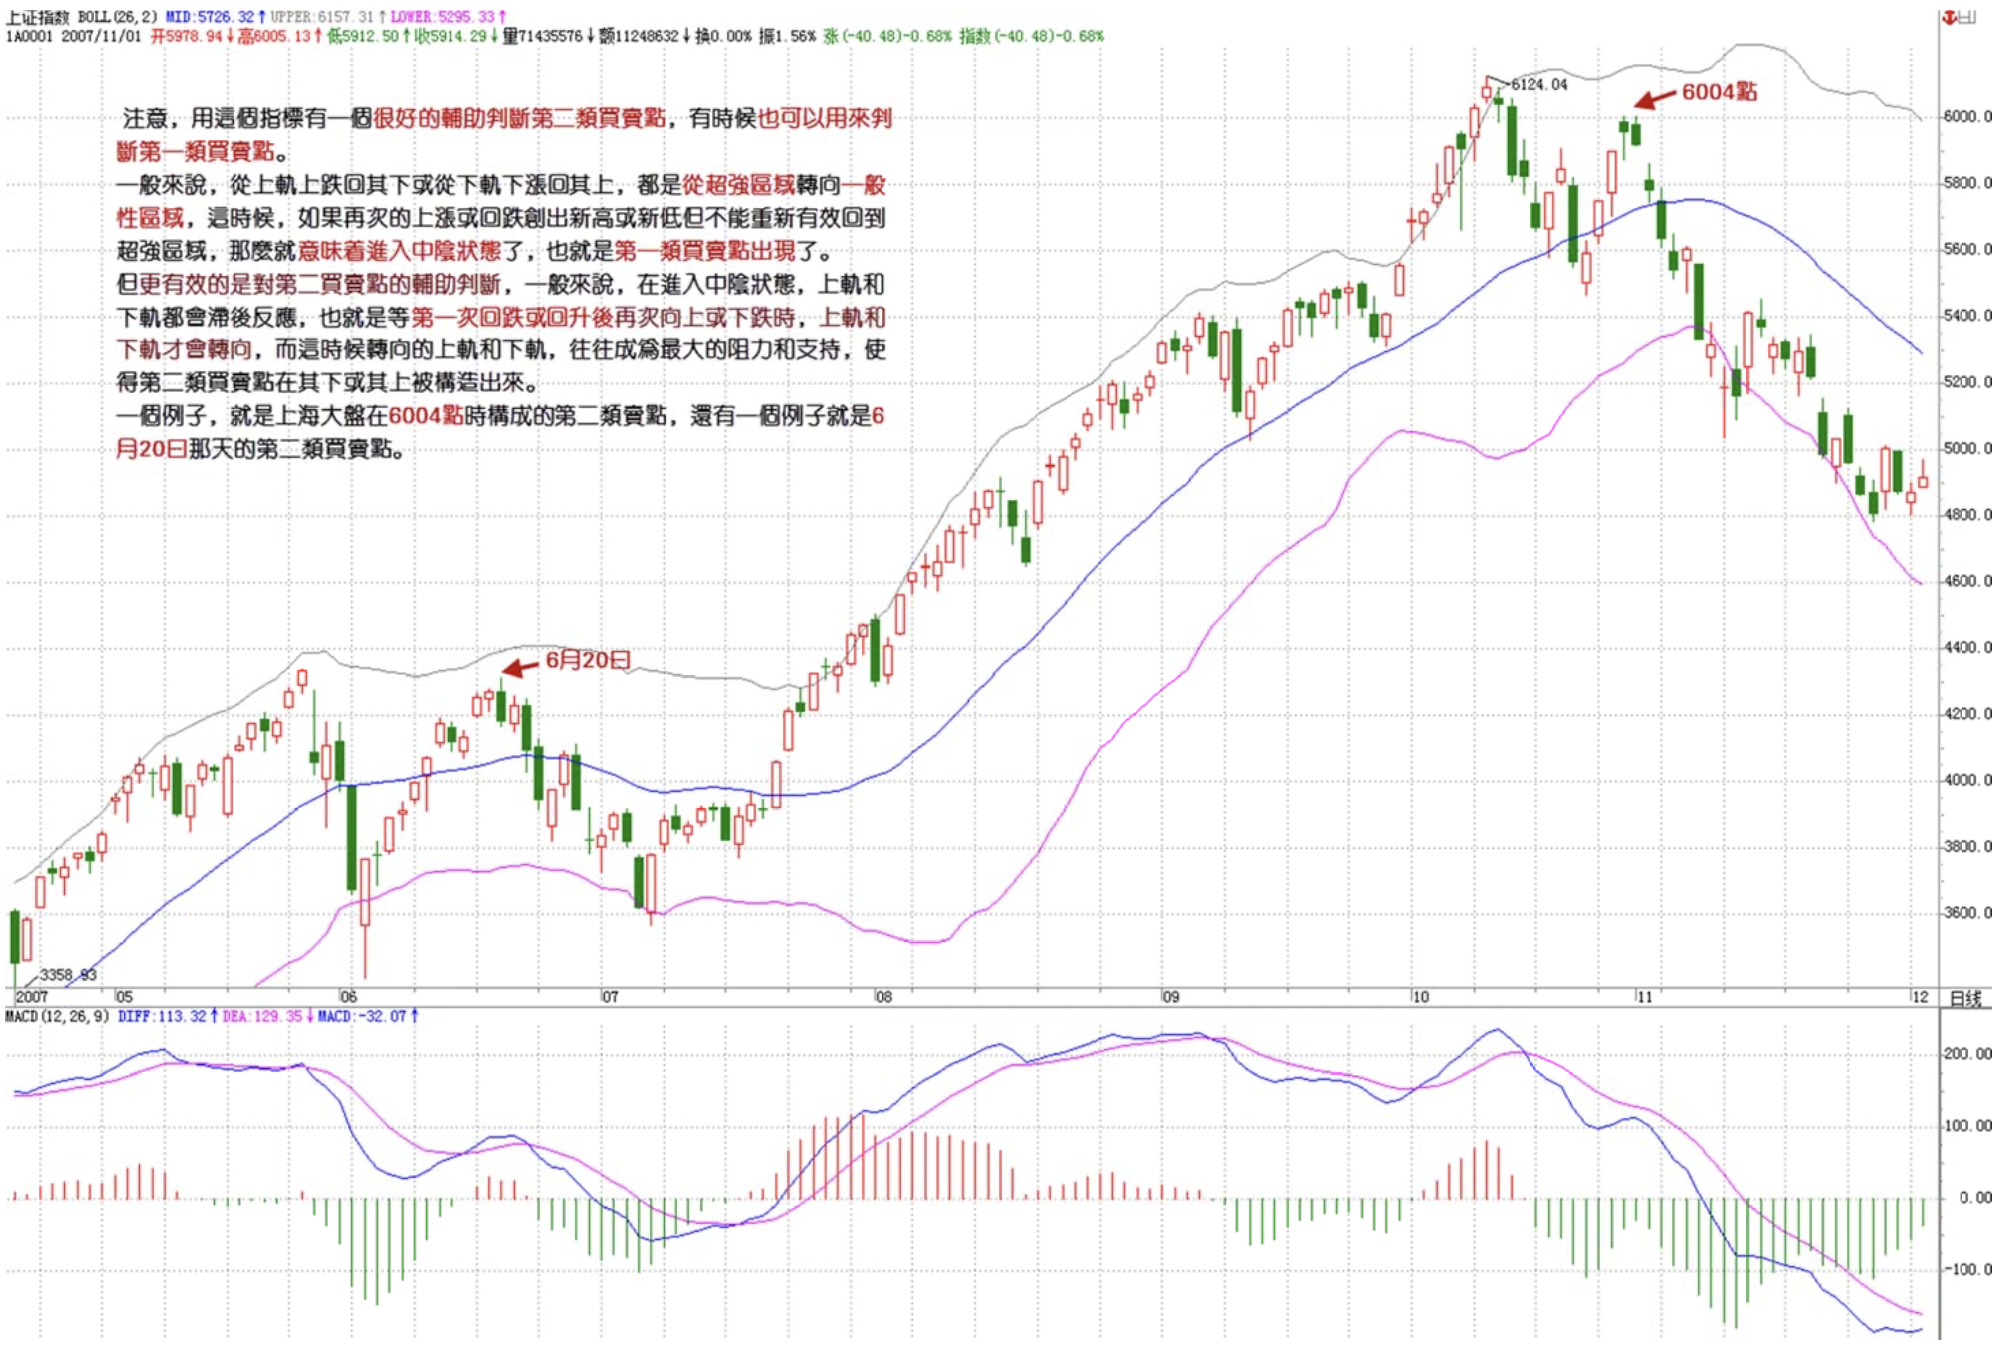 上证指数 BOLL(26,2) MID:5726.32↑ UPPER:6157.31↑ LOWER:5295.33↑
1A0001 2007/11/01 开5978.94↓高6005.13↑低5912.50↑收5914.29↓量71435576↓额11248632↓换0.00% 振1.56% 涨(-40.48)-0.68% 指数(-40.48)-0.68%
6124.04
6004點
注意，用這個指標有一個很好的輔助判斷第二類買賣點，有時候也可以用來判
斷第一類買賣點。
一般來說，從上軌上跌回其下或從下軌下漲回其上，都是從超強區域轉向一般
性區域，這時候，如果再次的上漲或回跌創出新高或新低但不能重新有效回到
超強區域，那麼就意味着進入中陰狀態了，也就是第一類買賣點出現了。
但更有效的是對第二買賣點的輔助判斷，一般來說，在進入中陰狀態，上軌和
下軌都會滯後反應，也就是等第一次回跌或回升後再次向上或下跌時，上軌和
下軌才會轉向，而這時候轉向的上軌和下軌，往往成爲最大的阻力和支持，使
得第二類買賣點在其下或其上被構造出來。
一個例子，就是上海大盤在6004點時構成的第二類賣點，還有一個例子就是6
月20日那天的第二類買賣點。
6000.0
5800.0
5600.0
5400.0
5200.0
5000.0
4800.0
4600.0
4400.0
4200.0
4000.0
3800.0
3600.0
6月20日
3358.93
2007 05 06 07 08 09 10 11 12 日线
MACD(12,26,9) DIFF:113.32↑ DEA:129.35↓ MACD:-32.07↑
200.00
100.00
0.00
-100.0